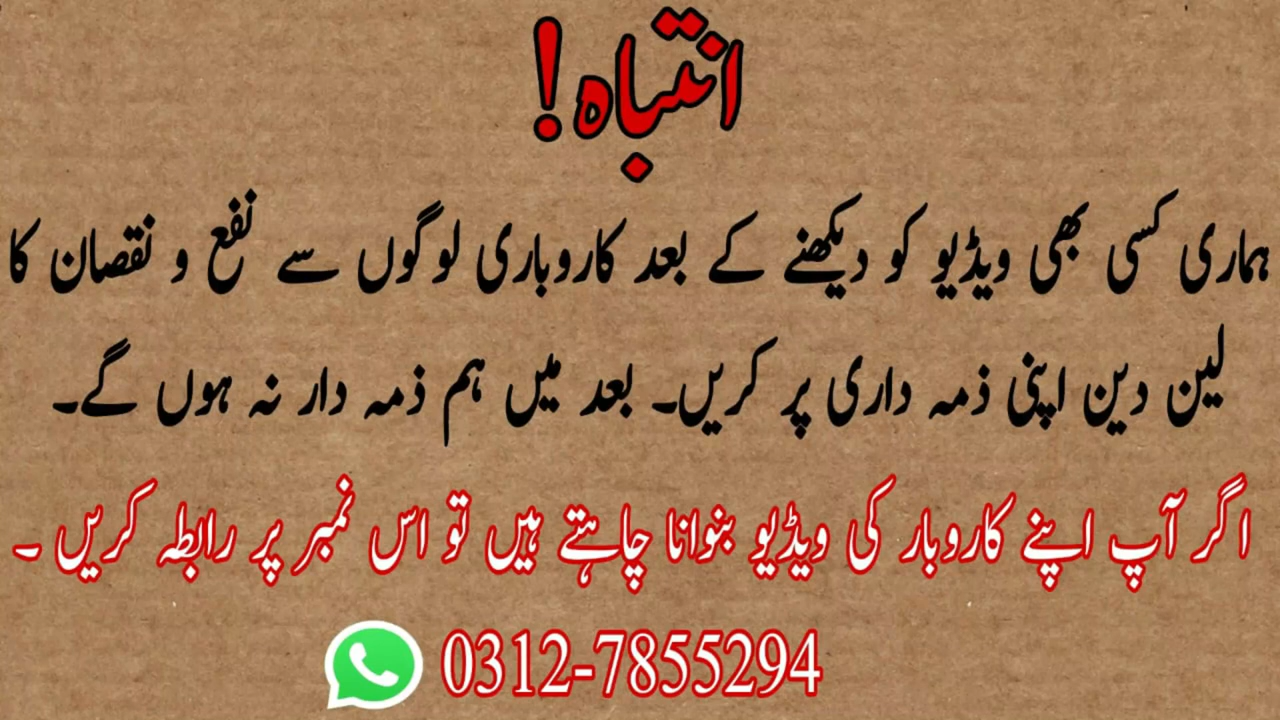 انتباہ!
ہماری کسی بھی ویڈیو کو دیکھنے کے بعد کاروباری لوگوں سے نفع و نقصان کا
لین دین اپنی ذمہ داری پر کریں۔ بعد میں ہم ذمہ دار نہ ہوں گے۔
اگر آپ اپنے کاروبار کی ویڈیو بنوانا چاہتے ہیں تو اس نمبر پر رابطہ کریں ۔
0312-7855294